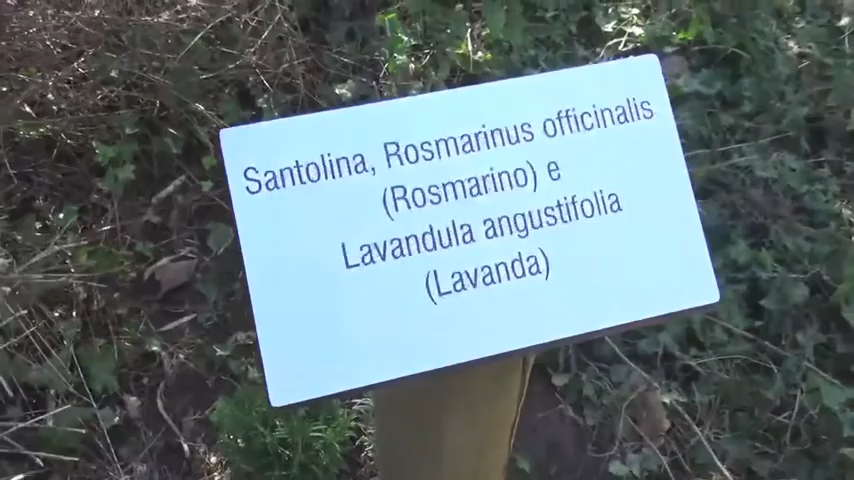 Santolina, Rosmarinus officinalis
(Rosmarino) e
Lavandula angustifolia
(Lavanda)